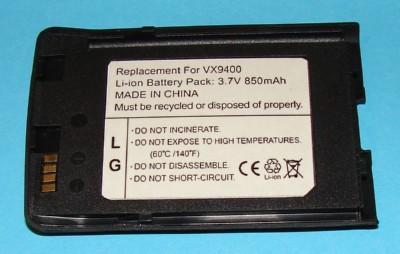 Replacement For VX9400
Li-ion Battery Pack: 3.7V 850mAh
MADE IN CHINA
Must be recycled or disposed of properly.
L G
- DO NOT INCINERATE.
- DO NOT EXPOSE TO HIGH TEMPERATURES.
(60°C /140°F)
- DO NOT DISASSEMBLE.
- DO NOT SHORT-CIRCUIT.
Li-ion